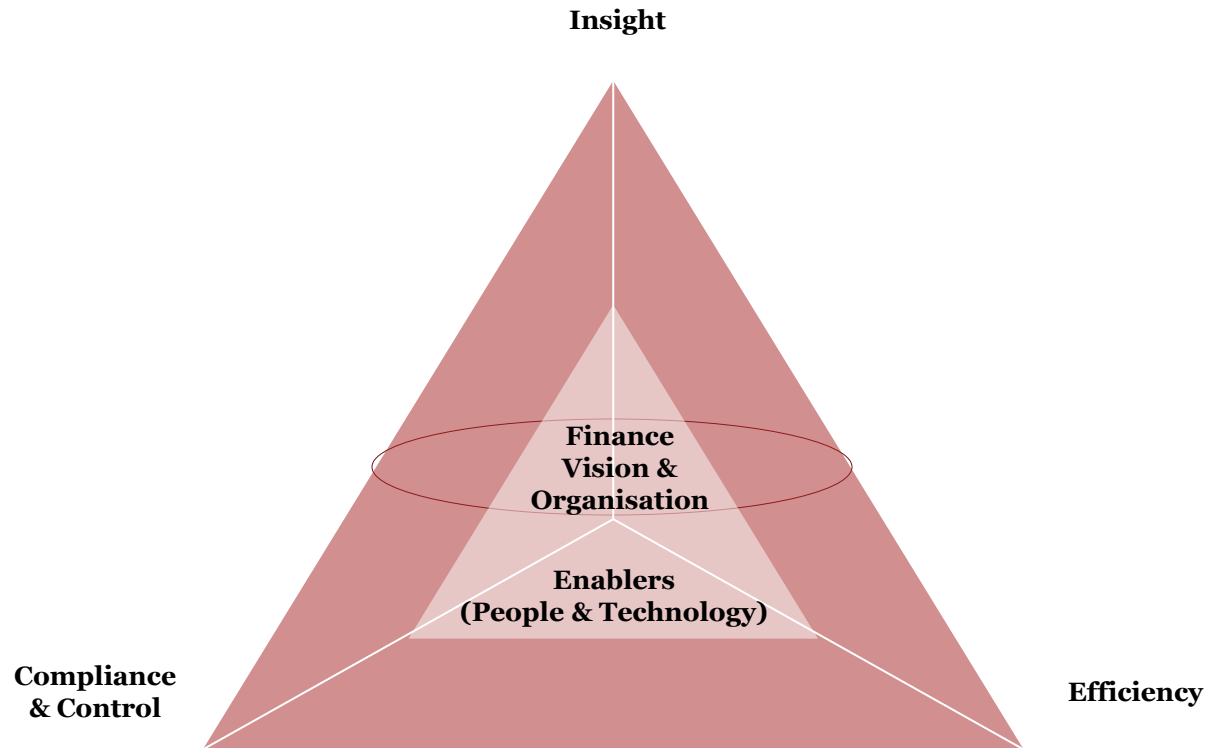 Insight
Finance
Vision &
Organisation
Enablers
(People & Technology)
Compliance
& Control
Efficiency